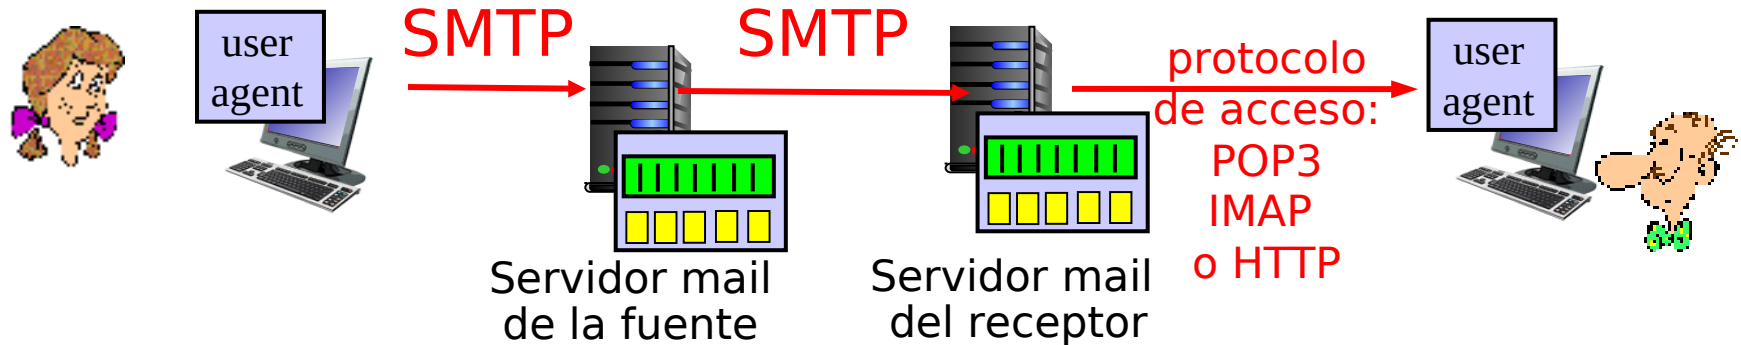 user
agent
SMTP
SMTP
protocolo
de acceso:
POP3
IMAP
o HTTP
user
agent
Servidor mail
de la fuente
Servidor mail
del receptor